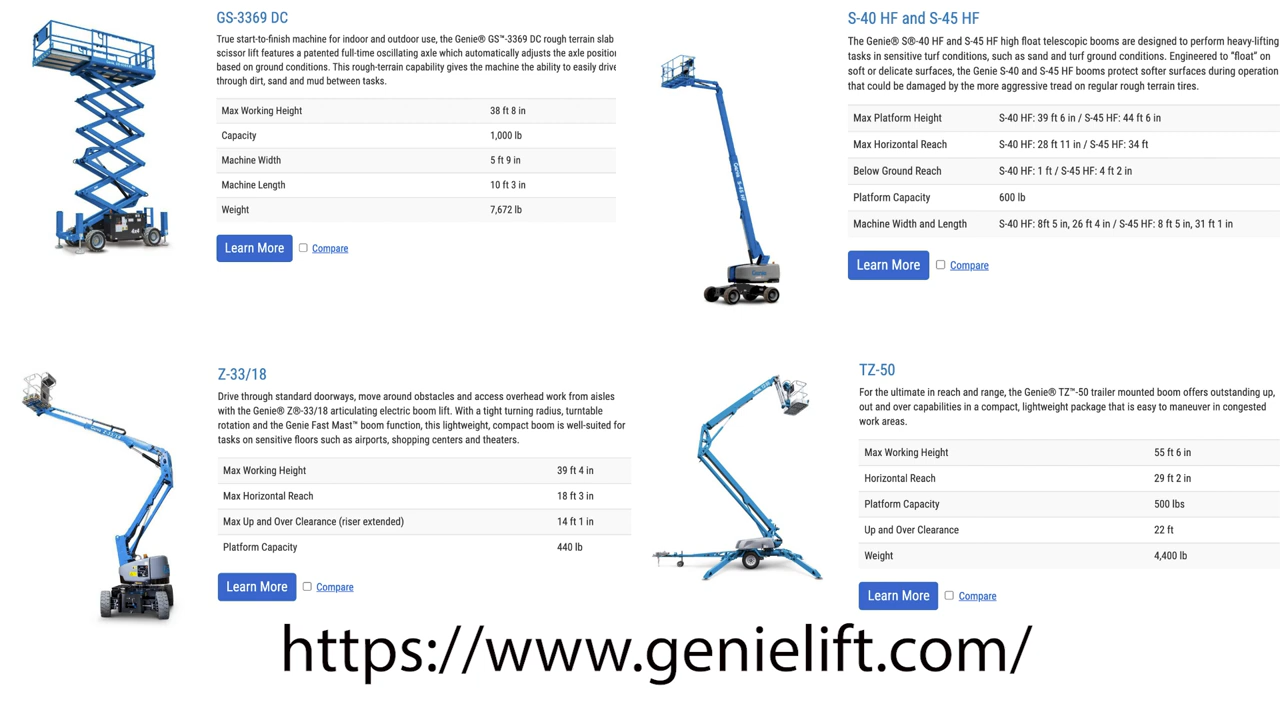 GS-3369 DC
True start-to-finish machine for indoor and outdoor use, the Genie® GS™-3369 DC rough terrain slab
scissor lift features a patented full-time oscillating axle which automatically adjusts the axle position
based on ground conditions. This rough-terrain capability gives the machine the ability to easily drive
through dirt, sand and mud between tasks.
Max Working Height 38 ft 8 in
Capacity 1,000 lb
Machine Width 5 ft 9 in
Machine Length 10 ft 3 in
Weight 7,672 lb
Learn More Compare
S-40 HF and S-45 HF
The Genie® S®-40 HF and S-45 HF high float telescopic booms are designed to perform heavy-lifting
tasks in sensitive turf conditions, such as sand and turf ground conditions. Engineered to “float” on
soft or delicate surfaces, the Genie S-40 and S-45 HF booms protect softer surfaces during operation
that could be damaged by the more aggressive tread on regular rough terrain tires.
Max Platform Height S-40 HF: 39 ft 6 in / S-45 HF: 44 ft 6 in
Max Horizontal Reach S-40 HF: 28 ft 11 in / S-45 HF: 34 ft
Below Ground Reach S-40 HF: 1 ft / S-45 HF: 4 ft 2 in
Platform Capacity 600 lb
Machine Width and Length S-40 HF: 8ft 5 in, 26 ft 4 in / S-45 HF: 8 ft 5 in, 31 ft 1 in
Learn More Compare
Genie S-45 HF
Genie
4x4
Z-33/18
Drive through standard doorways, move around obstacles and access overhead work from aisles
with the Genie® Z®-33/18 articulating electric boom lift. With a tight turning radius, turntable
rotation and the Genie Fast Mast™ boom function, this lightweight, compact boom is well-suited for
tasks on sensitive floors such as airports, shopping centers and theaters.
Max Working Height 39 ft 4 in
Max Horizontal Reach 18 ft 3 in
Max Up and Over Clearance (riser extended) 14 ft 1 in
Platform Capacity 440 lb
Learn More Compare
TZ-50
For the ultimate in reach and range, the Genie® TZ™-50 trailer mounted boom offers outstanding up,
out and over capabilities in a compact, lightweight package that is easy to maneuver in congested
work areas.
Max Working Height 55 ft 6 in
Horizontal Reach 29 ft 2 in
Platform Capacity 500 lbs
Up and Over Clearance 22 ft
Weight 4,400 lb
Learn More Compare
https://www.genielift.com/